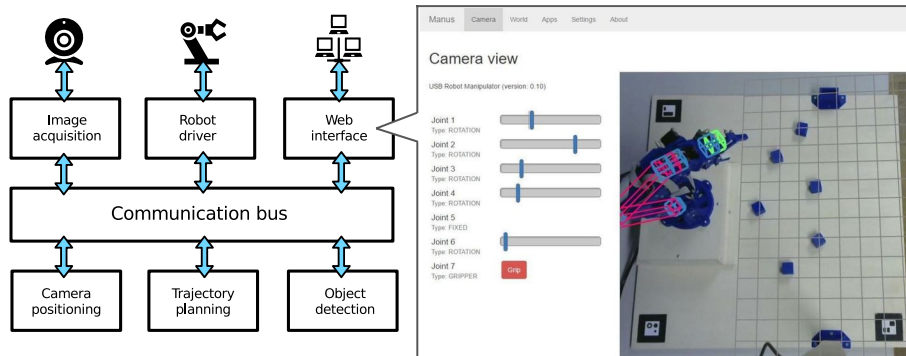 Image
acquisition
Robot
driver
Web
interface
Communication bus
Camera
positioning
Trajectory
planning
Object
detection
Manus Camera World Apps Settings About
Camera view
USB Robot Manipulator (version: 0.10)
Joint 1
Type: ROTATION
Joint 2
Type: ROTATION
Joint 3
Type: ROTATION
Joint 4
Type: ROTATION
Joint 5
Type: FIXED
Joint 6
Type: ROTATION
Joint 7
Type: GRIPPER
Grip